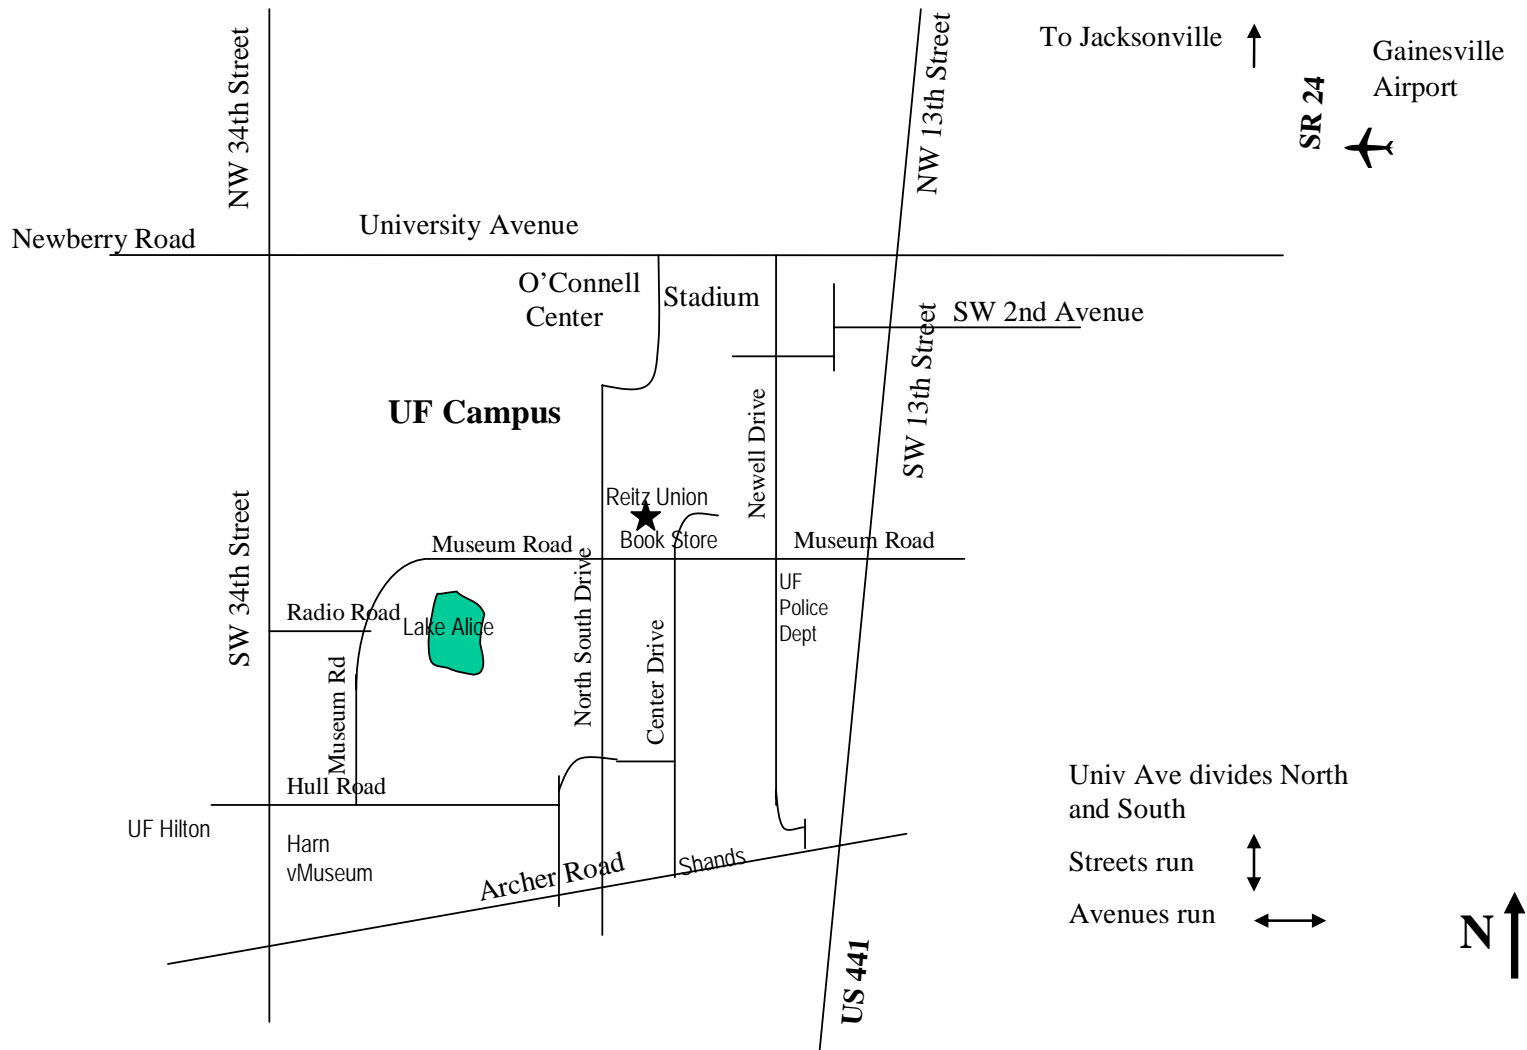 To Jacksonville
Gainesville
Airport
SR 24
NW 34th Street
NW 13th Street
University Avenue
Newberry Road
O’Connell
Center
Stadium
SW 2nd Avenue
SW 13th Street
UF Campus
Newell Drive
Reitz Union
Book Store
SW 34th Street
Museum Road
Museum Road
North South Drive
UF
Police
Dept
Radio Road
Lake Alice
Center Drive
Museum Rd
Hull Road
UF Hilton
Harn
vMuseum
Archer Road
Shands
US 441
Univ Ave divides North
and South
Streets run
Avenues run
N